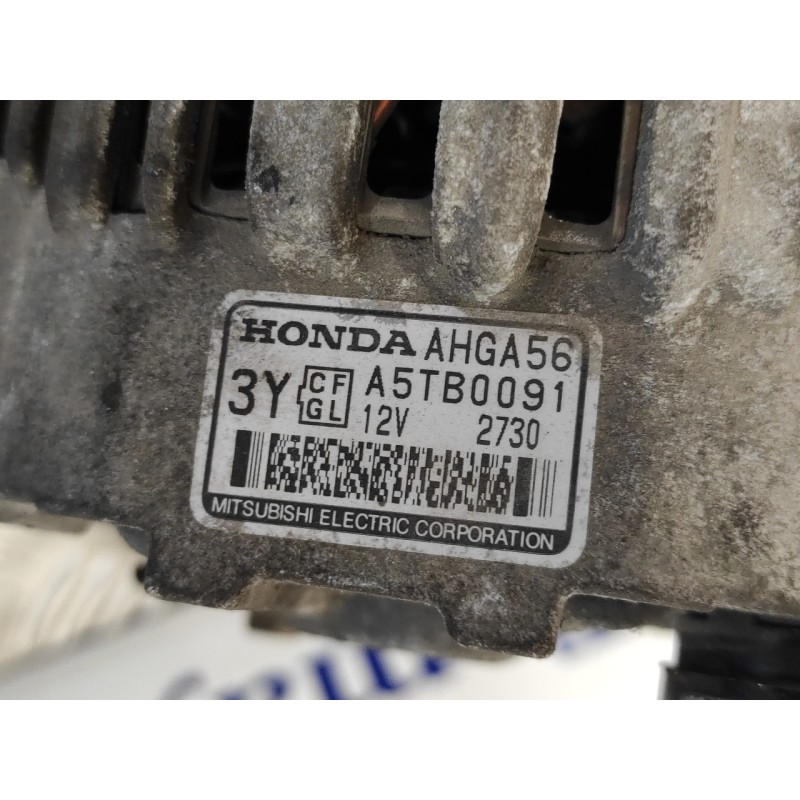 HONDA AHGA56
3Y CF GL A5TB0091
12V 2730
MITSUBISHI ELECTRIC CORPORATION